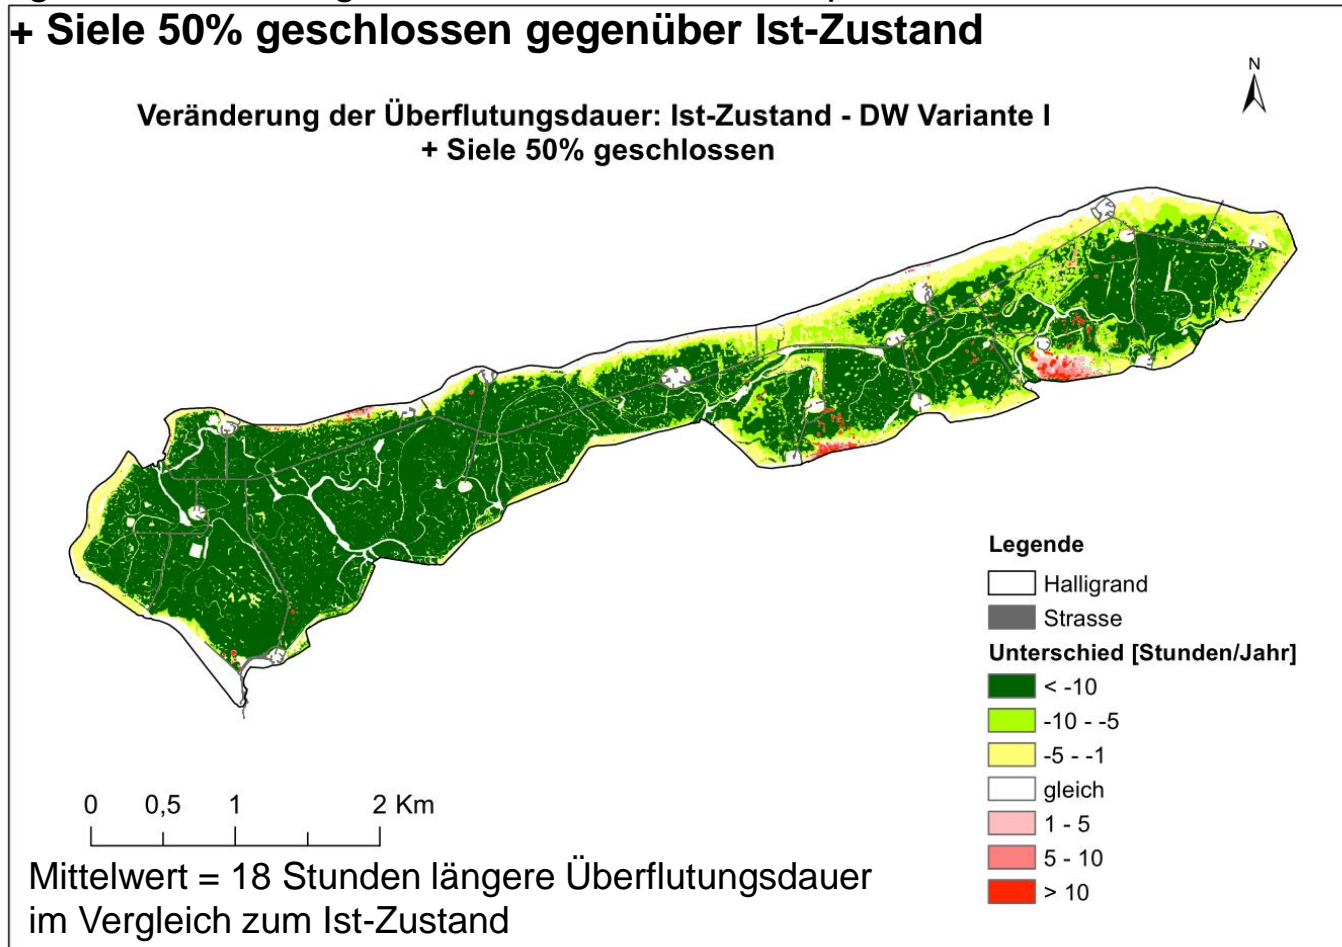 + Siele 50% geschlossen gegenüber Ist-Zustand
N
Veränderung der Überflutungsdauer: Ist-Zustand - DW Variante I
+ Siele 50% geschlossen
Legende
Halligrand
Strasse
Unterschied [Stunden/Jahr]
< -10
-10 - -5
-5 - -1
gleich
1 - 5
5 - 10
> 10
0 0,5 1 2 Km
Mittelwert = 18 Stunden längere Überflutungsdauer
im Vergleich zum Ist-Zustand